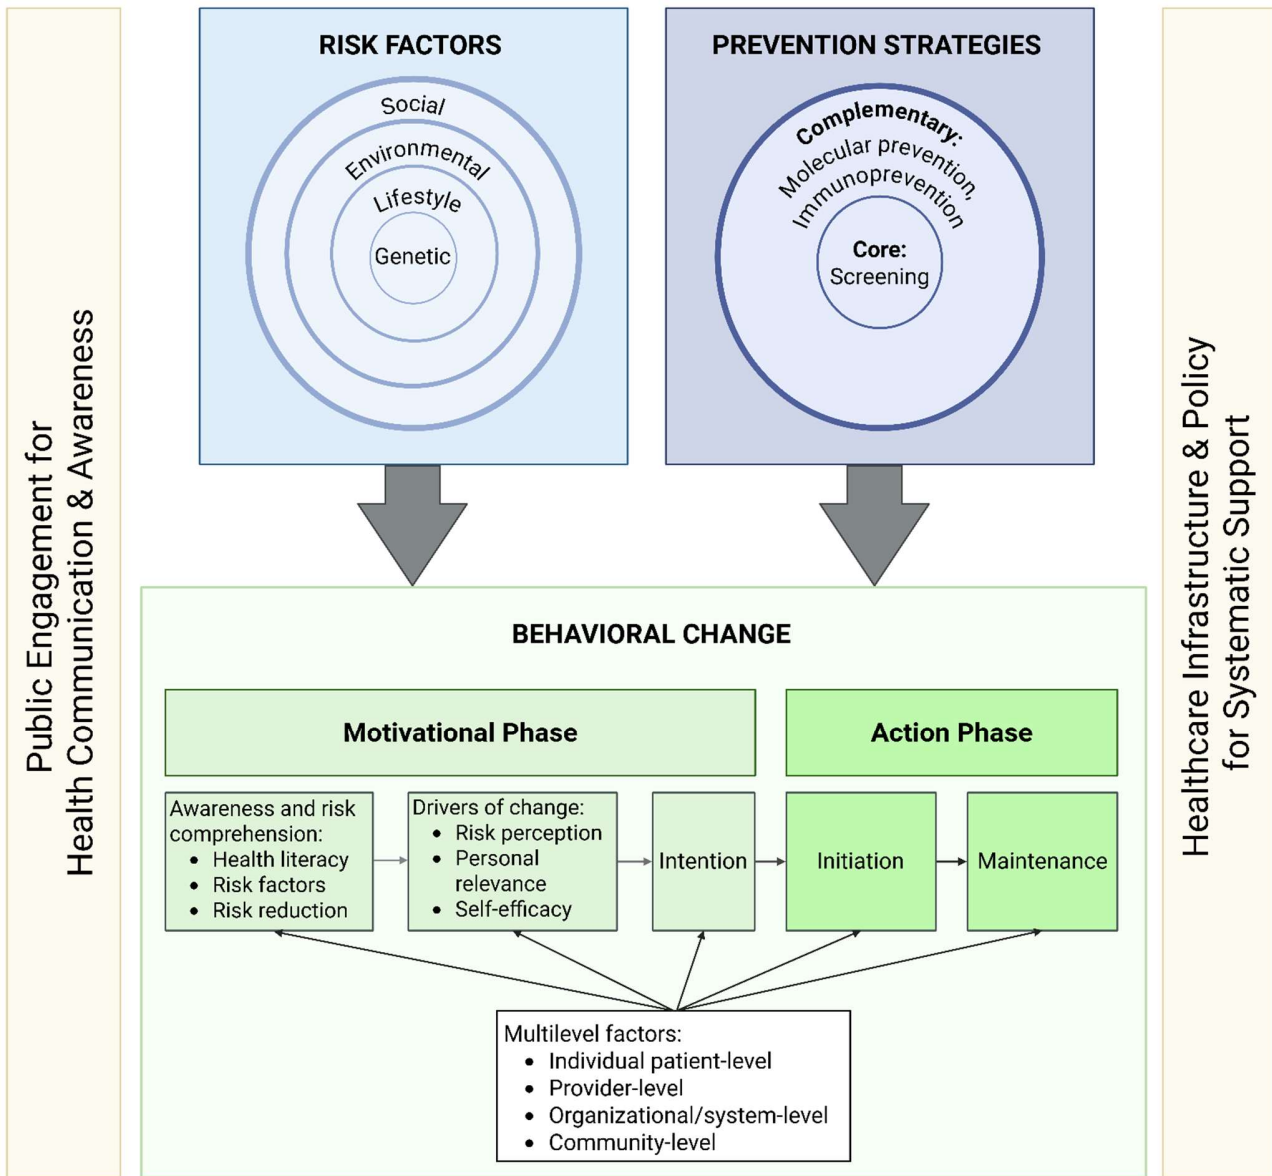 Public Engagement for
Health Communication & Awareness
RISK FACTORS
Social
Environmental
Lifestyle
Genetic
PREVENTION STRATEGIES
Complementary:
Molecular prevention,
Immunoprevention
Core:
Screening
Healthcare Infrastructure & Policy
for Systematic Support
BEHAVIORAL CHANGE
Motivational Phase
Action Phase
Awareness and risk
comprehension:
• Health literacy
• Risk factors
• Risk reduction
Drivers of change:
• Risk perception
• Personal
relevance
• Self-efficacy
Intention
Initiation
Maintenance
Multilevel factors:
• Individual patient-level
• Provider-level
• Organizational/system-level
• Community-level